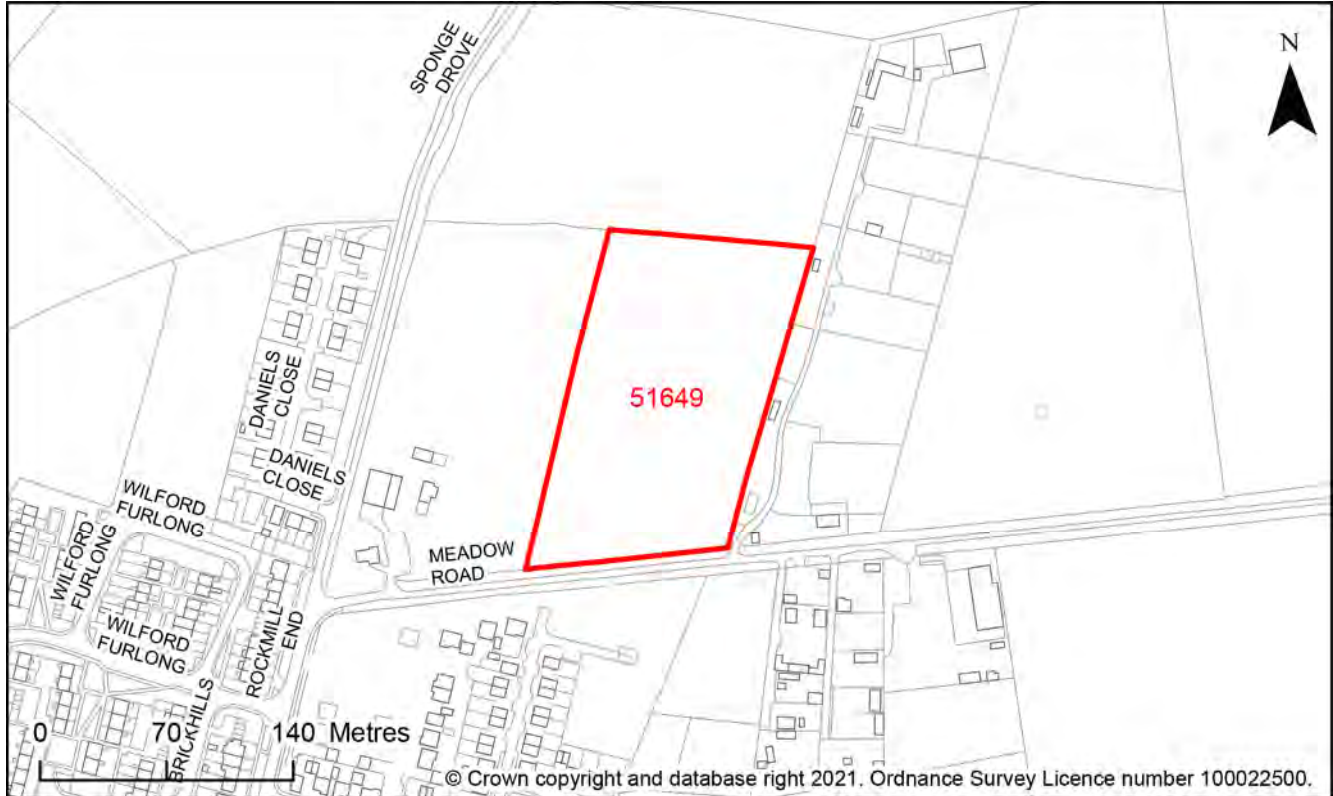 SPONGE
DROVE
N
51649
DANIELS
CLOSE
DANIELS
CLOSE
WILFORD
FURLONG
WILFORD
FURLONG
WILFORD
FURLONG
MEADOW
ROAD
ROCKMILL
END
BRICKHILLS
0 70 140 Metres
© Crown copyright and database right 2021. Ordnance Survey Licence number 100022500.